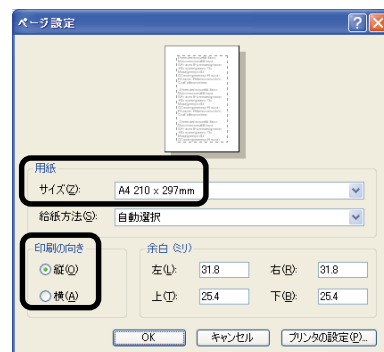 ページ設定
用紙
サイズ(Z): A4 210 x 297mm
給紙方法(S): 自動選択
印刷の向き
縦(O)
横(A)
余白 (ミリ)
左(L): 31.8 右(R): 31.8
上(T): 25.4 下(B): 25.4
OK キャンセル プリンタの設定(P)...